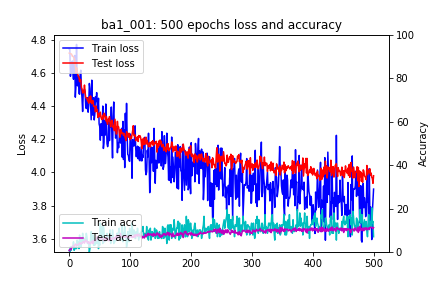 ba1_001: 500 epochs loss and accuracy
Train loss
Test loss
Train acc
Test acc
Loss
Accuracy
4.8
4.6
4.4
4.2
4.0
3.8
3.6
100
80
60
40
20
0
0 100 200 300 400 500